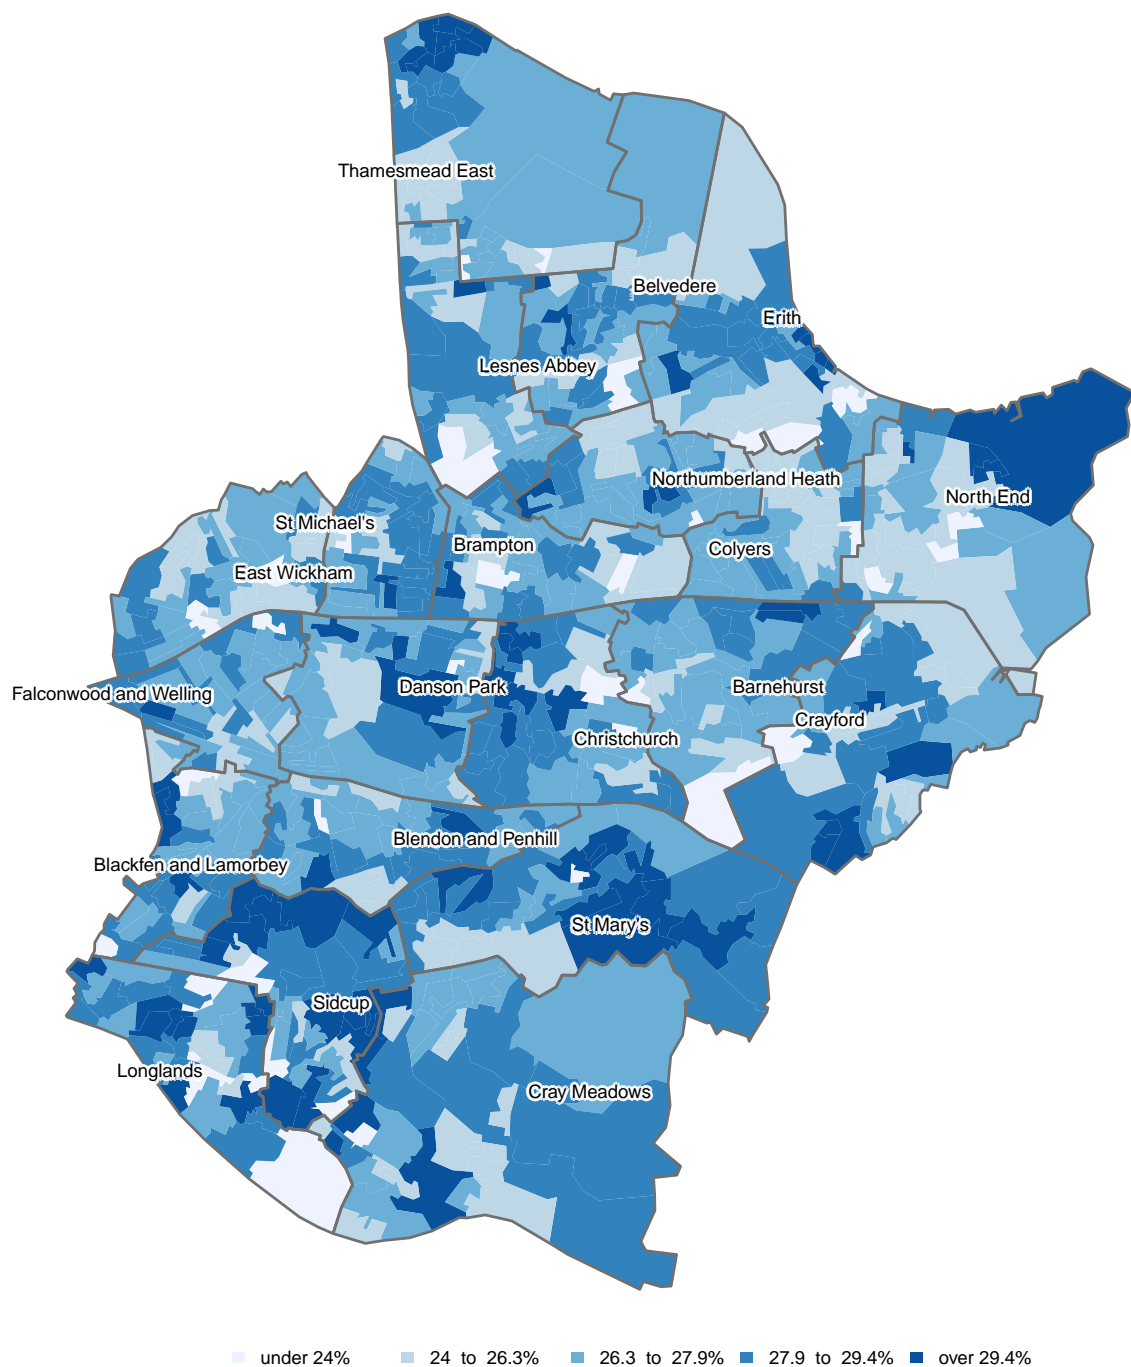 Thamesmead East
Belvedere
Erith
Lesnes Abbey
Northumberland Heath
North End
St Michael's
Brampton
Colyers
East Wickham
Danson Park
Barnehurst
Falconwood and Welling
Crayford
Christchurch
Blendon and Penhill
Blackfen and Lamorbey
St Mary's
Sidcup
Longlands
Cray Meadows
under 24% 24 to 26.3% 26.3 to 27.9% 27.9 to 29.4% over 29.4%